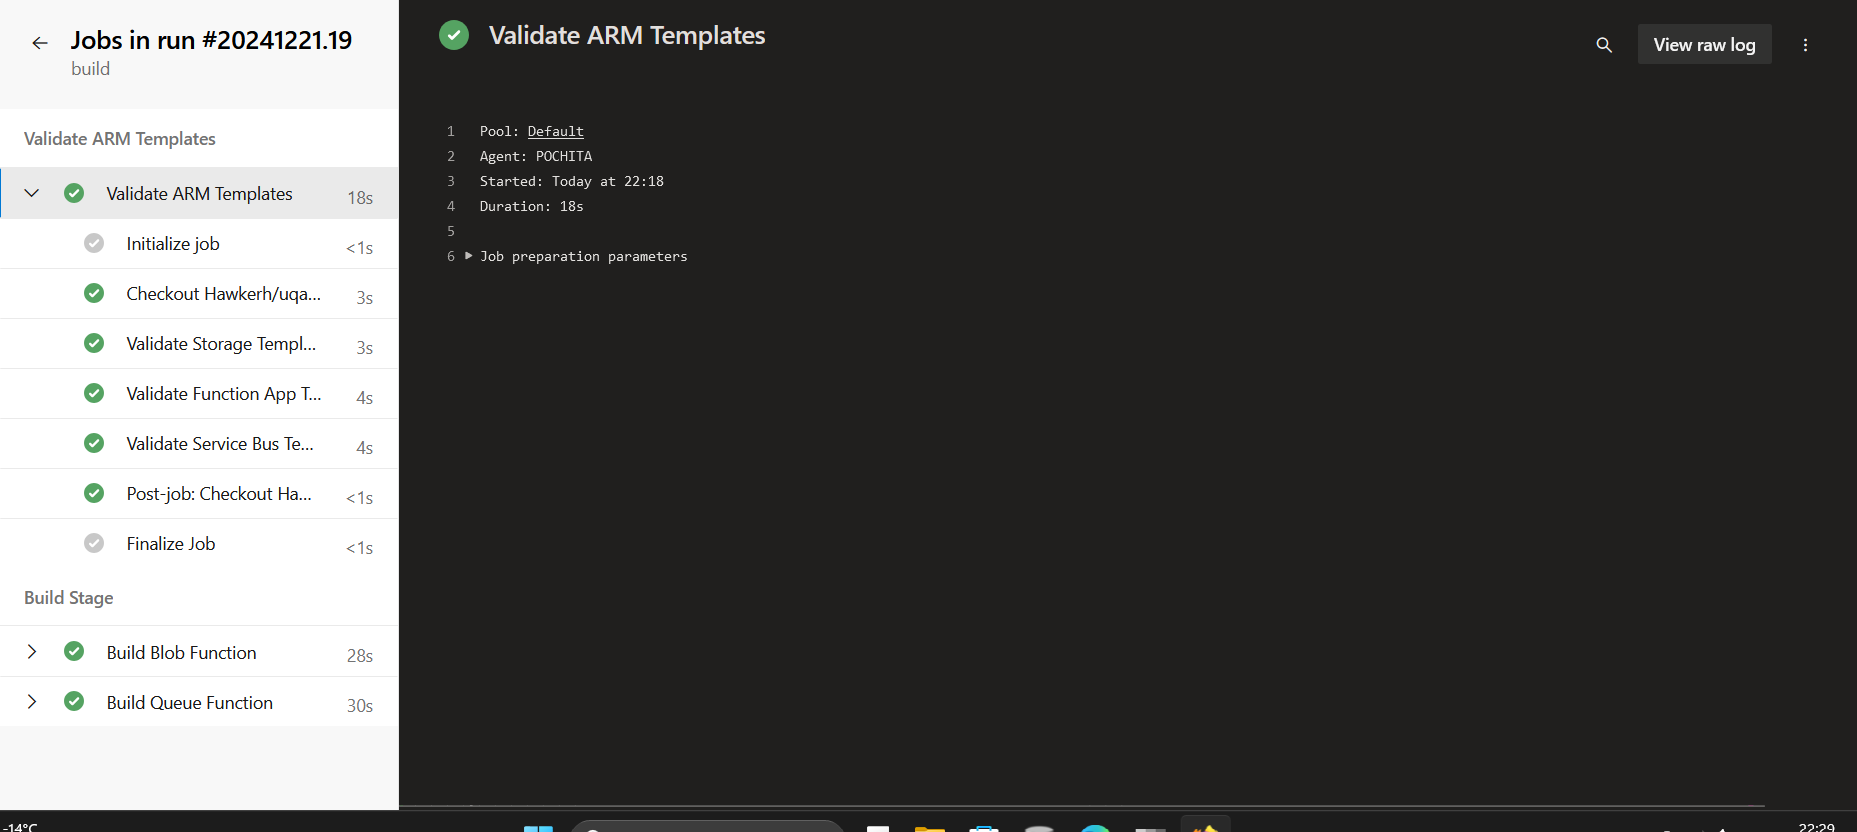 Jobs in run #20241221.19
build
Validate ARM Templates
Validate ARM Templates 18s
Initialize job <1s
Checkout Hawkerh/uqa... 3s
Validate Storage Templ... 3s
Validate Function App T... 4s
Validate Service Bus Te... 4s
Post-job: Checkout Ha... <1s
Finalize Job <1s
Build Stage
Build Blob Function 28s
Build Queue Function 30s
Validate ARM Templates
View raw log
1 Pool: Default
2 Agent: POCHITA
3 Started: Today at 22:18
4 Duration: 18s
5
6 Job preparation parameters
-14°C
22:29